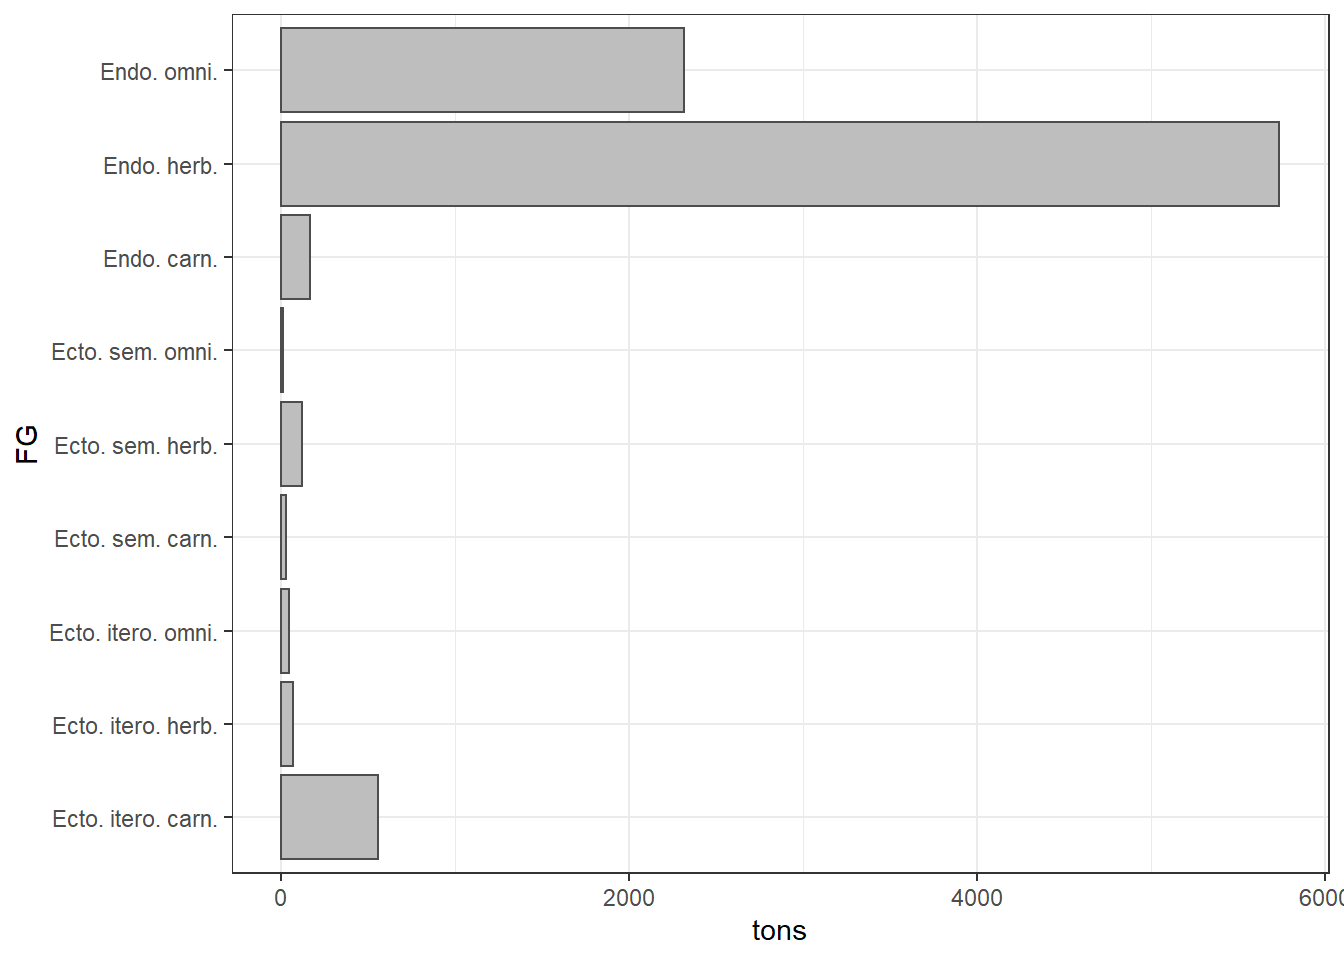 Endo. omni.
Endo. herb.
Endo. carn.
Ecto. sem. omni.
Ecto. sem. herb.
Ecto. sem. carn.
Ecto. itero. omni.
Ecto. itero. herb.
Ecto. itero. carn.
FG
0 2000 4000 6000
tons